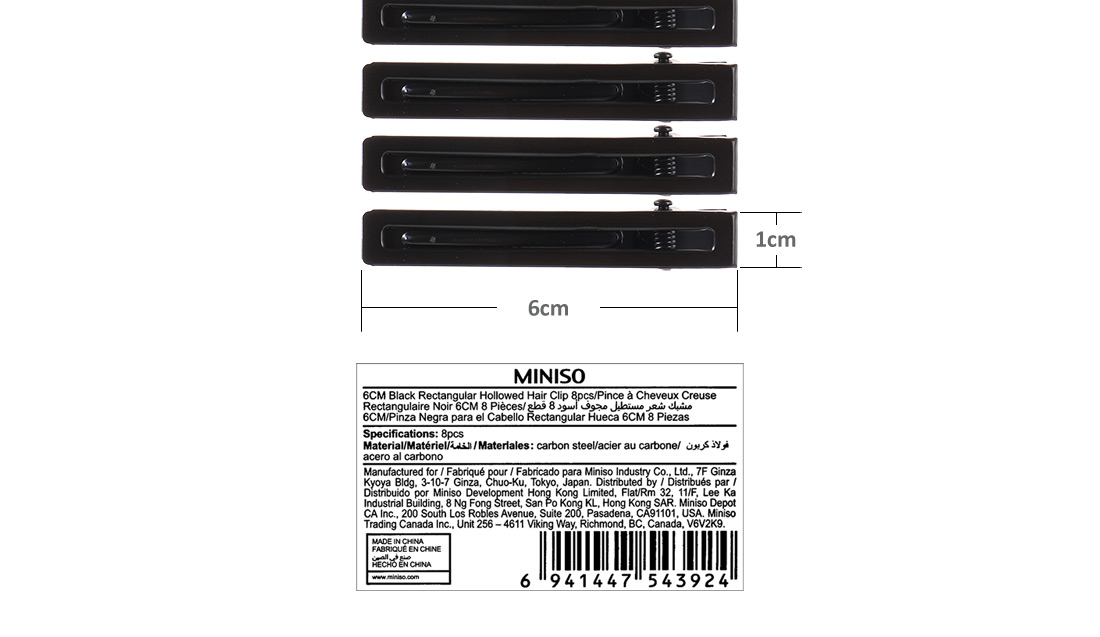 1cm
6cm
MINISO
6CM Black Rectangular Hollowed Hair Clip 8pcs/Pince à Cheveux Creuse
Rectangulaire Noir 6CM 8 Pièces/مشبك شعر مستطيل مجوف أسود 8 قطع
6CM/Pinza Negra para el Cabello Rectangular Hueca 6CM 8 Piezas
Specifications: 8pcs
Material/Matériel/الخامة/Materiales: carbon steel/acier au carbone/ فولاذ كربون
acero al carbono
Manufactured for / Fabriqué pour / Fabricado para Miniso Industry Co., Ltd., 7F Ginza
Kyoya Bldg, 3-10-7 Ginza, Chuo-Ku, Tokyo, Japan. Distributed by / Distribués par /
Distribuido por Miniso Development Hong Kong Limited, Flat/Rm 32, 11/F, Lee Ka
Industrial Building, 8 Ng Fong Street, San Po Kong KL, Hong Kong SAR. Miniso Depot
CA Inc., 200 South Los Robles Avenue, Suite 200, Pasadena, CA91101, USA. Miniso
Trading Canada Inc., Unit 256 – 4611 Viking Way, Richmond, BC, Canada, V6V2K9.
MADE IN CHINA
FABRIQUÉ EN CHINE
صنع في الصين
HECHO EN CHINA
www.miniso.com
6 941447 543924